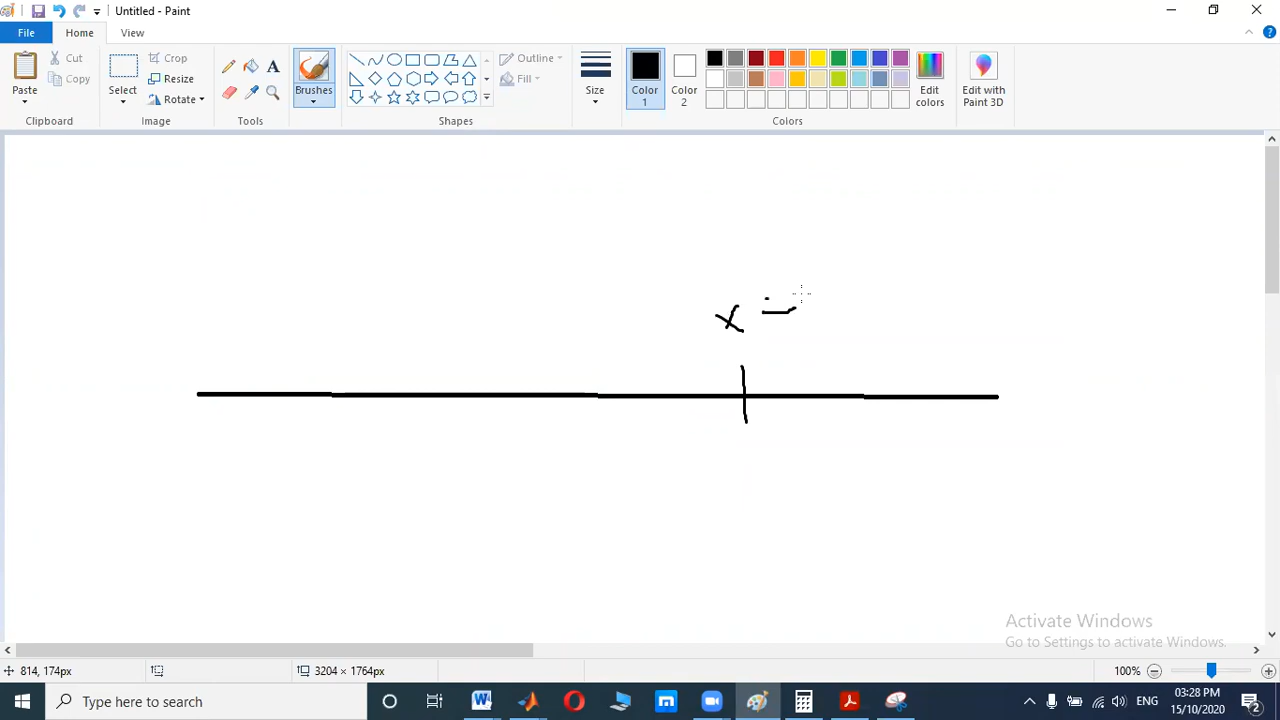 Untitled - Paint
File Home View
Paste Cut Copy Clipboard
Select Crop Resize Rotate Image
A Tools
Brushes
Outline Fill Shapes
Size
Color 1 Color 2 Edit colors Colors
Edit with Paint 3D
x =
Activate Windows
Go to Settings to activate Windows.
814, 174px 3204 × 1764px 100%
Type here to search ENG 03:28 PM 15/10/2020 2